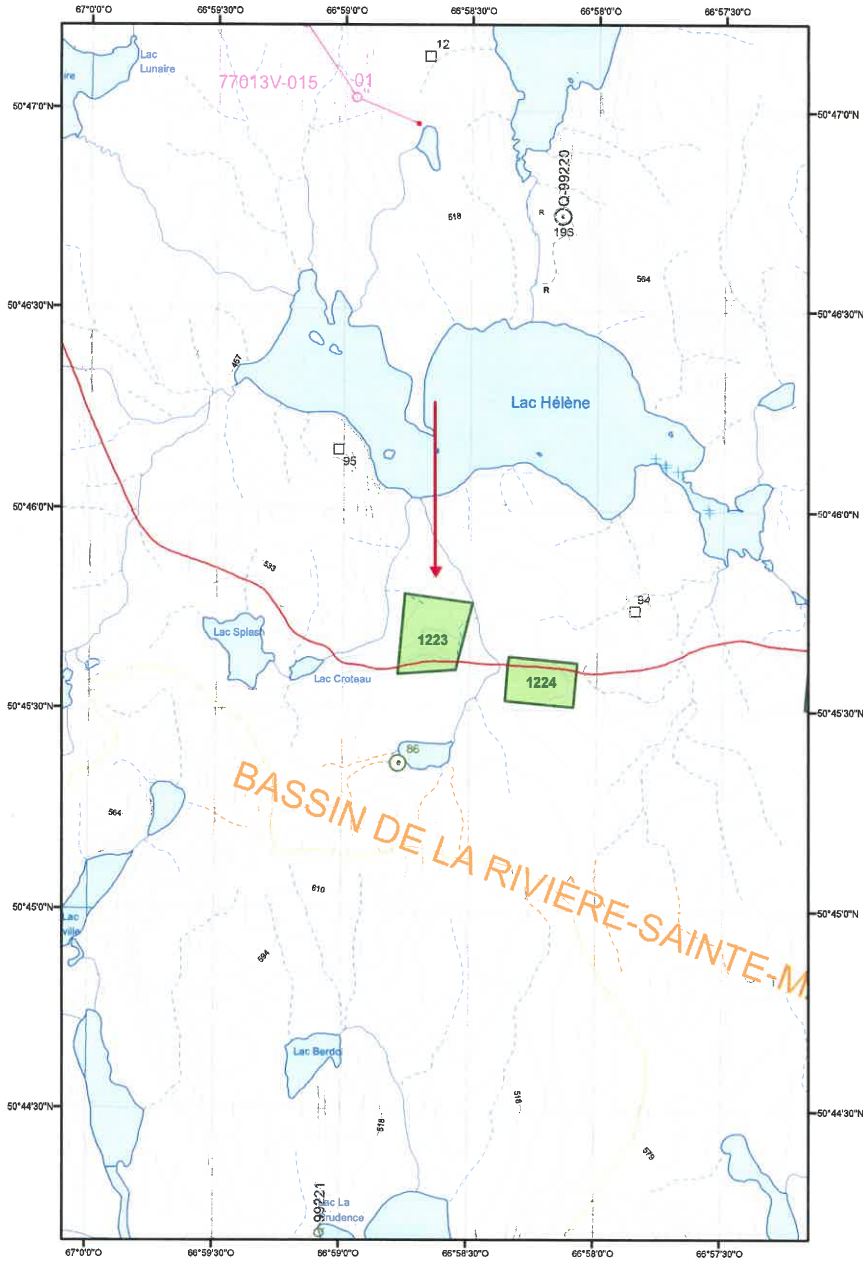 67°0'0"O 66°59'30"O 66°59'0"O 66°58'30"O 66°58'0"O 66°57'30"O
12
Lac
Lunaire
ire
77013V-015
01
50°47'0"N
50°47'0"N
Q-99220
R
196
518
564
R
50°46'30"N
50°46'30"N
457
Lac Hélène
95
50°46'0"N
50°46'0"N
593
94
Lac Splash
1223
Lac Croteau
1224
50°45'30"N
50°45'30"N
86
BASSIN DE LA RIVIÈRE-SAINTE-M
564
610
50°45'0"N
50°45'0"N
Lac
ville
594
Lac Berdo
50°44'30"N
50°44'30"N
518
516
579
Q-99221
Lac La
Prudence
67°0'0"O 66°59'30"O 66°59'0"O 66°58'30"O 66°58'0"O 66°57'30"O